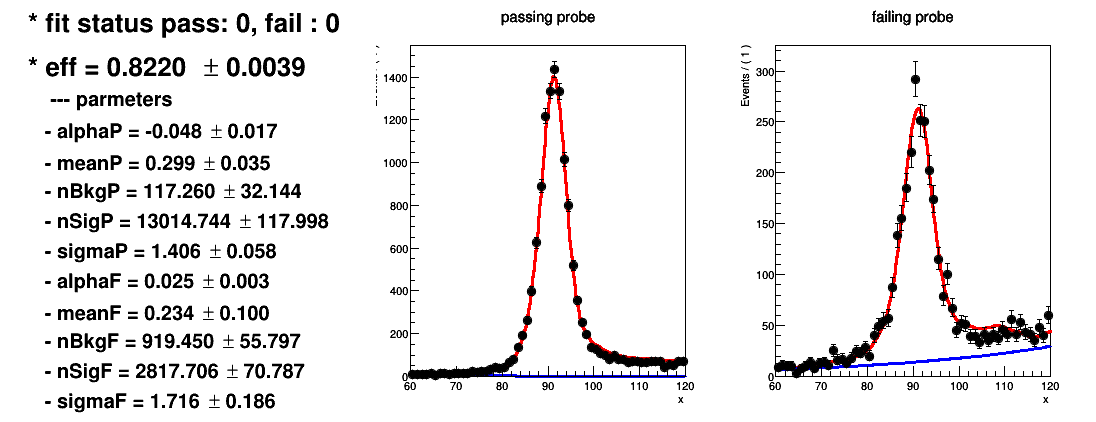 * fit status pass: 0, fail : 0
* eff = 0.8220 ± 0.0039
--- parmeters
- alphaP = -0.048 ± 0.017
- meanP = 0.299 ± 0.035
- nBkgP = 117.260 ± 32.144
- nSigP = 13014.744 ± 117.998
- sigmaP = 1.406 ± 0.058
- alphaF = 0.025 ± 0.003
- meanF = 0.234 ± 0.100
- nBkgF = 919.450 ± 55.797
- nSigF = 2817.706 ± 70.787
- sigmaF = 1.716 ± 0.186
passing probe
1400
1200
1000
800
600
400
200
0
60 70 80 90 100 110 120
x
failing probe
Events / ( 1 )
300
250
200
150
100
50
0
60 70 80 90 100 110 120
x